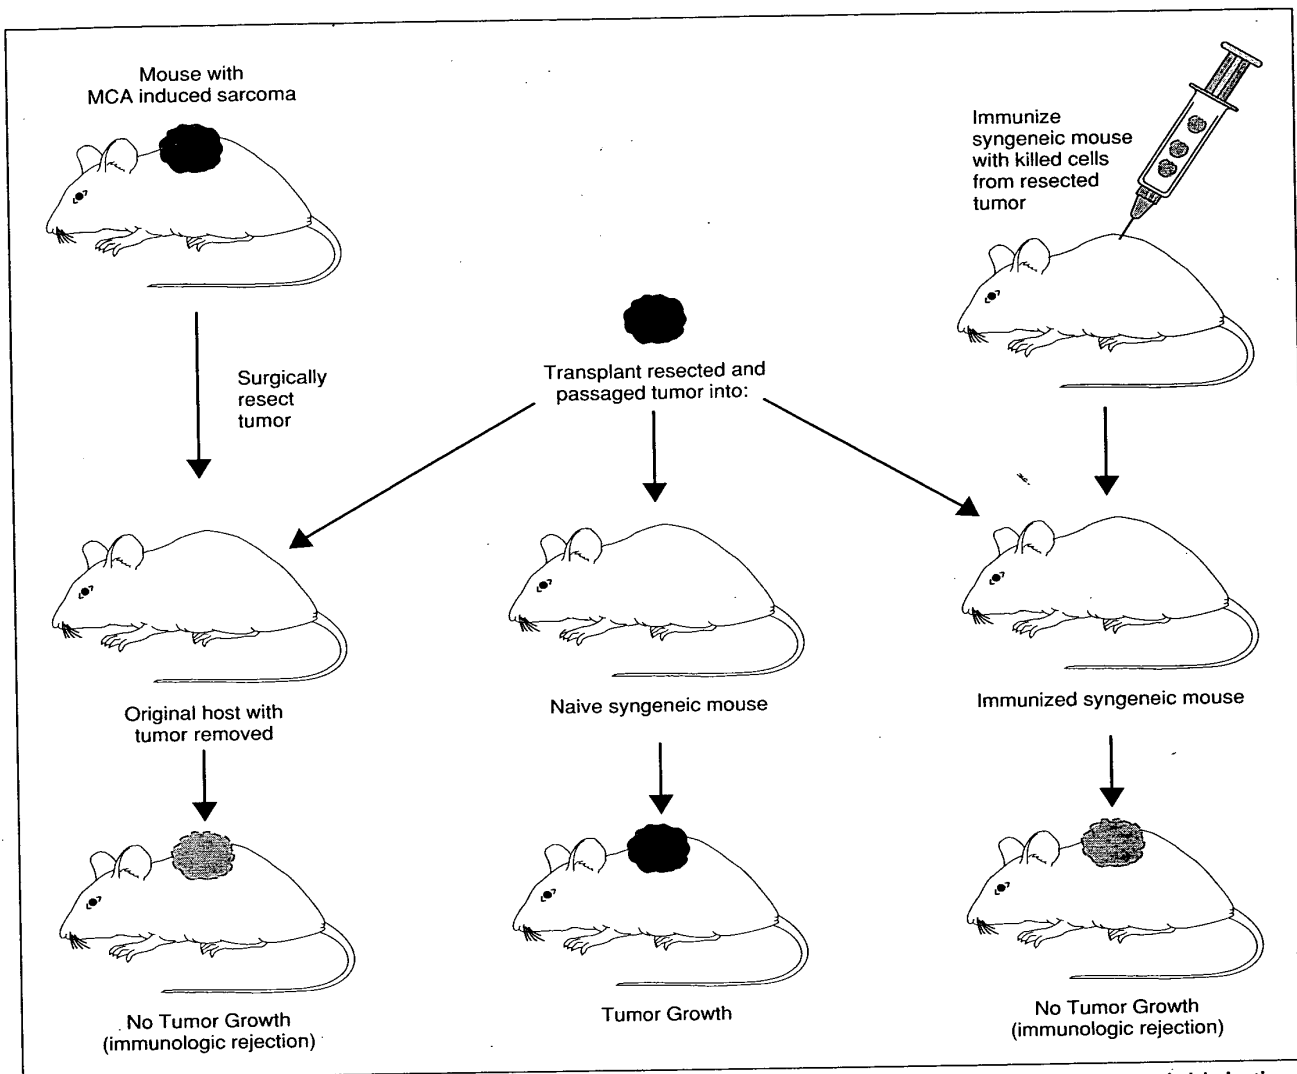 Mouse with
MCA induced sarcoma
Immunize
syngeneic mouse
with killed cells
from resected
tumor
Surgically
resect
tumor
Transplant resected and
passaged tumor into:
Original host with
tumor removed
Naive syngeneic mouse
Immunized syngeneic mouse
No Tumor Growth
(immunologic rejection)
Tumor Growth
No Tumor Growth
(immunologic rejection)